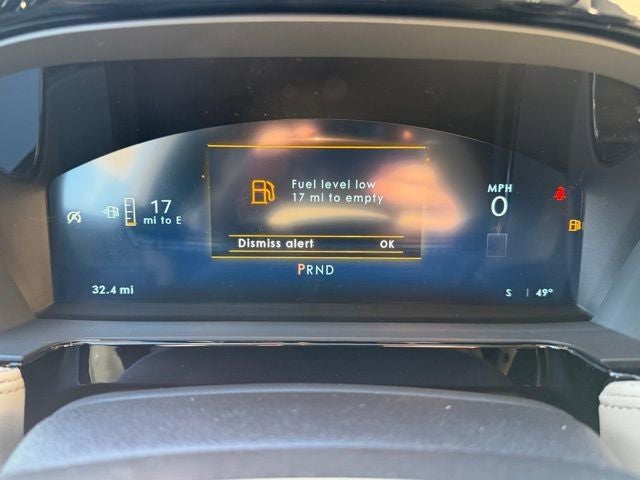 Fuel level low
17 mi to empty
17
mi to E
MPH
0
Dismiss alert OK
PRND
32.4 mi
S 49°